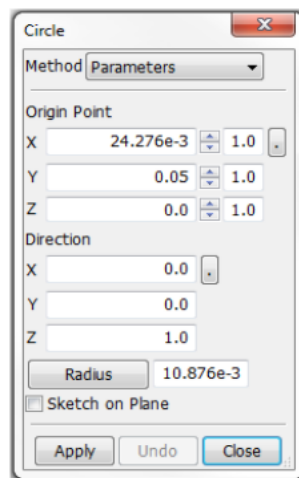 Circle
Method Parameters
Origin Point
X 24.276e-3 1.0 .
Y 0.05 1.0
Z 0.0 1.0
Direction
X 0.0 .
Y 0.0
Z 1.0
Radius 10.876e-3
Sketch on Plane
Apply Undo Close